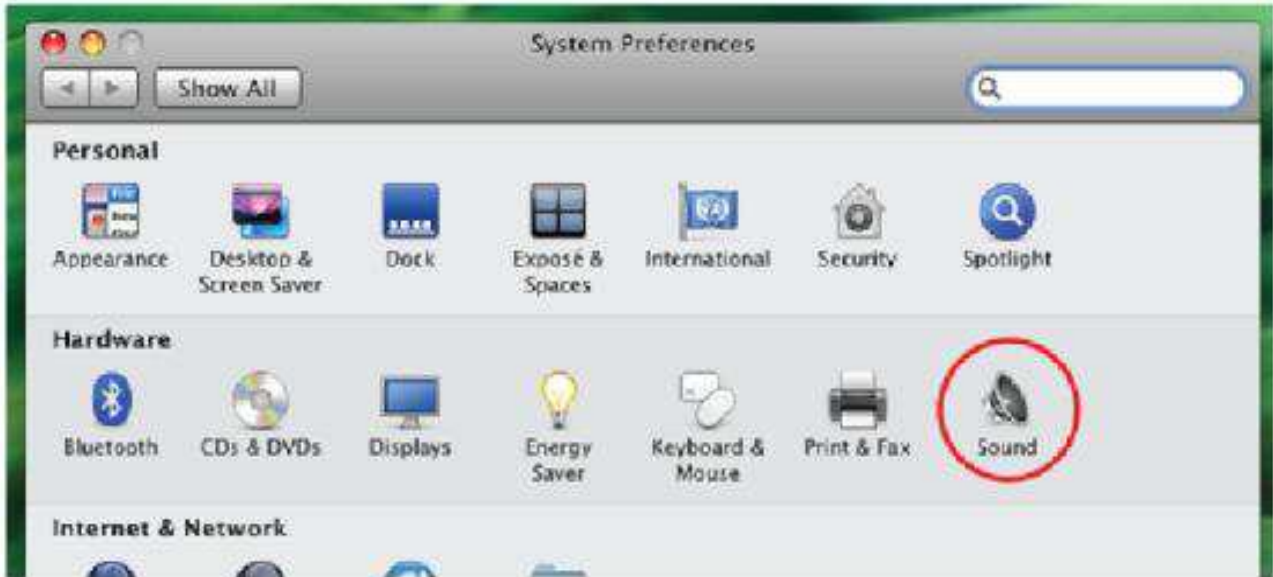 System Preferences
Show All
Personal
Appearance
Desktop &
Screen Saver
Dock
Exposé &
Spaces
International
Security
Spotlight
Hardware
Bluetooth
CDs & DVDs
Displays
Energy
Saver
Keyboard &
Mouse
Print & Fax
Sound
Internet & Network